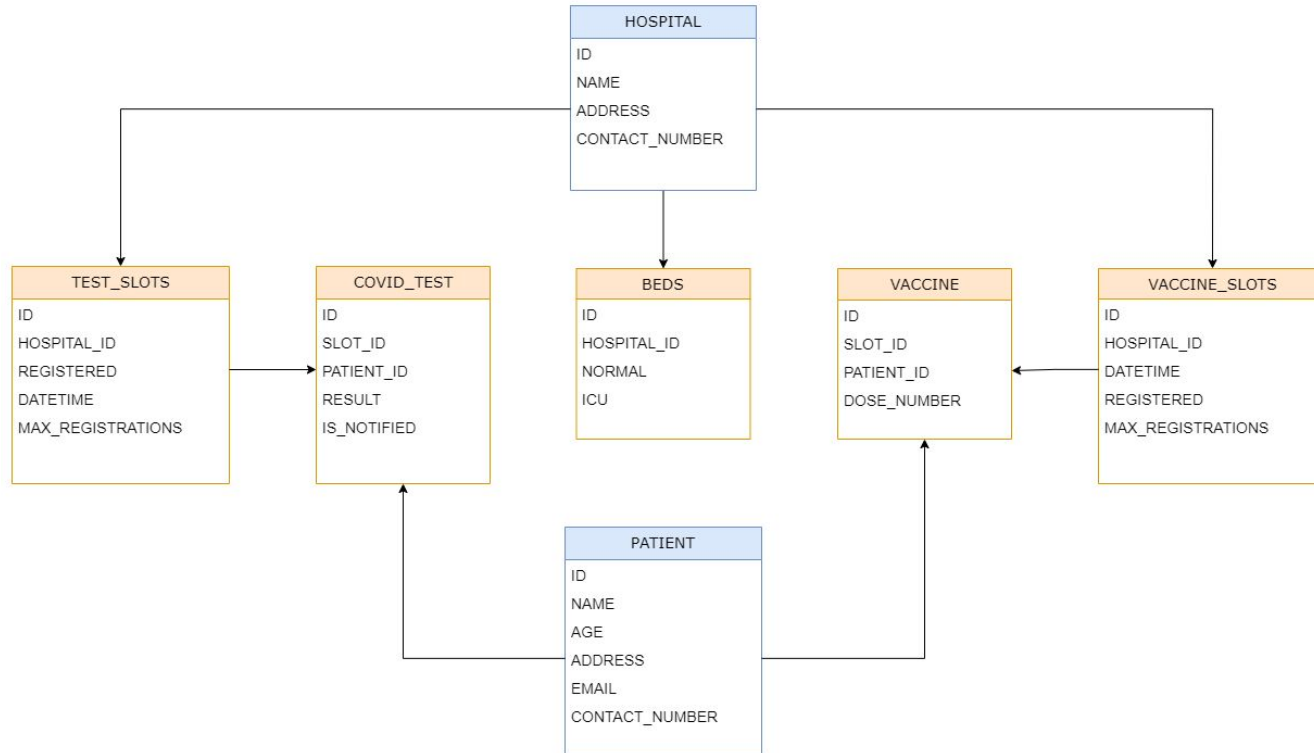 HOSPITAL
ID
NAME
ADDRESS
CONTACT_NUMBER
TEST_SLOTS
ID
HOSPITAL_ID
REGISTERED
DATETIME
MAX_REGISTRATIONS
COVID_TEST
ID
SLOT_ID
PATIENT_ID
RESULT
IS_NOTIFIED
BEDS
ID
HOSPITAL_ID
NORMAL
ICU
VACCINE
ID
SLOT_ID
PATIENT_ID
DOSE_NUMBER
VACCINE_SLOTS
ID
HOSPITAL_ID
DATETIME
REGISTERED
MAX_REGISTRATIONS
PATIENT
ID
NAME
AGE
ADDRESS
EMAIL
CONTACT_NUMBER